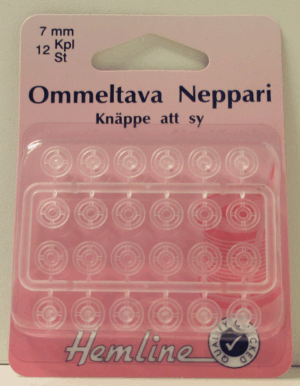 7 mm
12 Kpl
St
Ommeltava Neppari
Knäppe att sy
Hemline